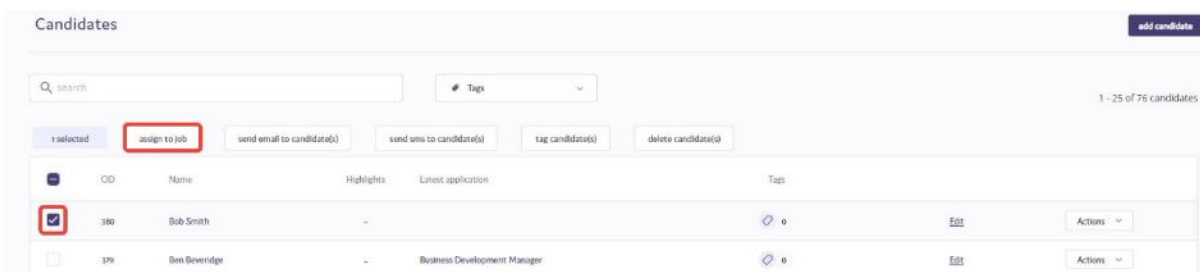 Candidates
add candidate
search
Tags
1 - 25 of 76 candidates
1 selected assign to job send email to candidate(s) send sms to candidate(s) tag candidate(s) delete candidate(s)
CID Name Highlights Latest application Tags
380 Bob Smith - 0 Edit Actions
379 Ben Beveridge - Business Development Manager 0 Edit Actions